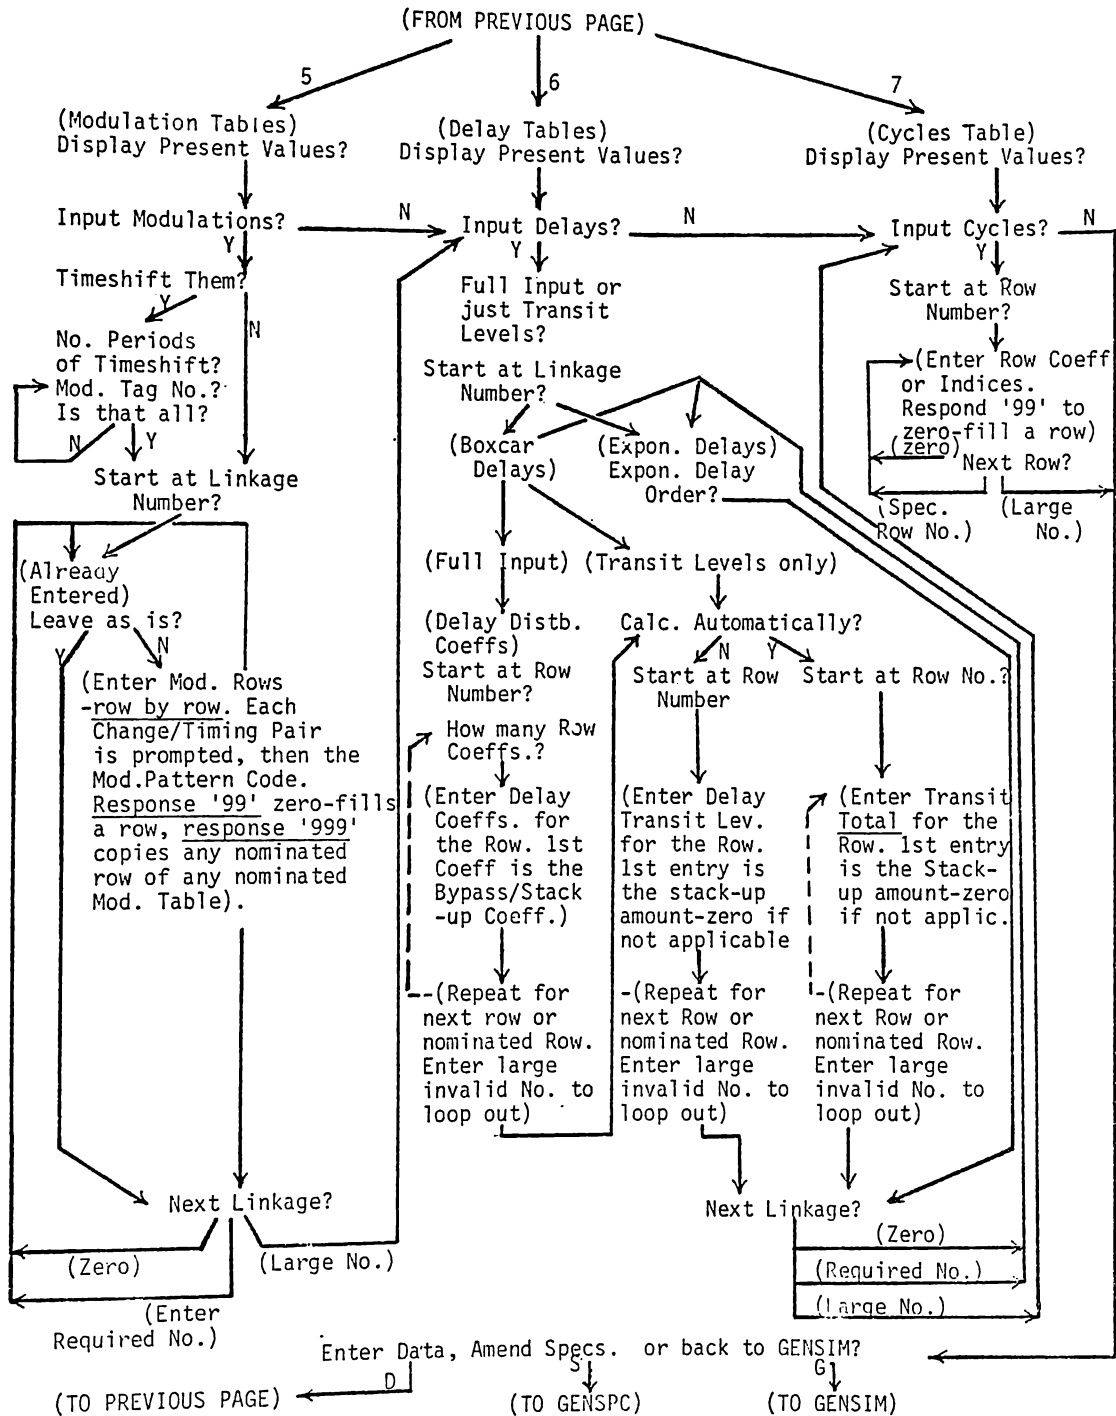 (FROM PREVIOUS PAGE)
5
6
7
(Modulation Tables)
Display Present Values?
(Delay Tables)
Display Present Values?
(Cycles Table)
Display Present Values?
Input Modulations?
N
Y
Input Delays?
N
Y
Input Cycles?
N
Y
Timeshift Them?
Y
N
No. Periods
of Timeshift?
Mod. Tag No.?
Is that all?
N
Y
Start at Linkage
Number?
(Already
Entered)
Leave as is?
Y
N
(Enter Mod. Rows
-row by row. Each
Change/Timing Pair
is prompted, then the
Mod.Pattern Code.
Response '99' zero-fills
a row, response '999'
copies any nominated
row of any nominated
Mod. Table).
Next Linkage?
(Zero)
(Large No.)
(Enter
Required No.)
Full Input or
just Transit
Levels?
Start at Linkage
Number?
(Boxcar
Delays)
(Expon. Delays)
Expon. Delay
Order?
(Full Input)
(Transit Levels only)
(Delay Distb.
Coeffs)
Start at Row
Number?
How many Row
Coeffs.?
(Enter Delay
Coeffs. for
the Row. 1st
Coeff is the
Bypass/Stack
-up Coeff.)
--(Repeat for
next row or
nominated Row.
Enter large
invalid No. to
loop out)
Calc. Automatically?
N
Y
Start at Row
Number
Start at Row No.?
(Enter Delay
Transit Lev.
for the Row.
1st entry is
the stack-up
amount-zero if
not applicable
-(Repeat for
next Row or
nominated Row.
Enter large
invalid No. to
loop out)
(Enter Transit
Total for the
Row. 1st entry
is the Stack-
up amount-zero
if not applic.
-(Repeat for
next Row or
nominated Row.
Enter large
invalid No. to
loop out)
Next Linkage?
(Zero)
(Required No.)
(Large No.)
Start at Row
Number?
(Enter Row Coeff
or Indices.
Respond '99' to
zero-fill a row)
(zero)
Next Row?
(Spec.
Row No.)
(Large
No.)
Enter Data, Amend Specs. or back to GENSIM?
D
S
G
(TO PREVIOUS PAGE)
(TO GENSPC)
(TO GENSIM)